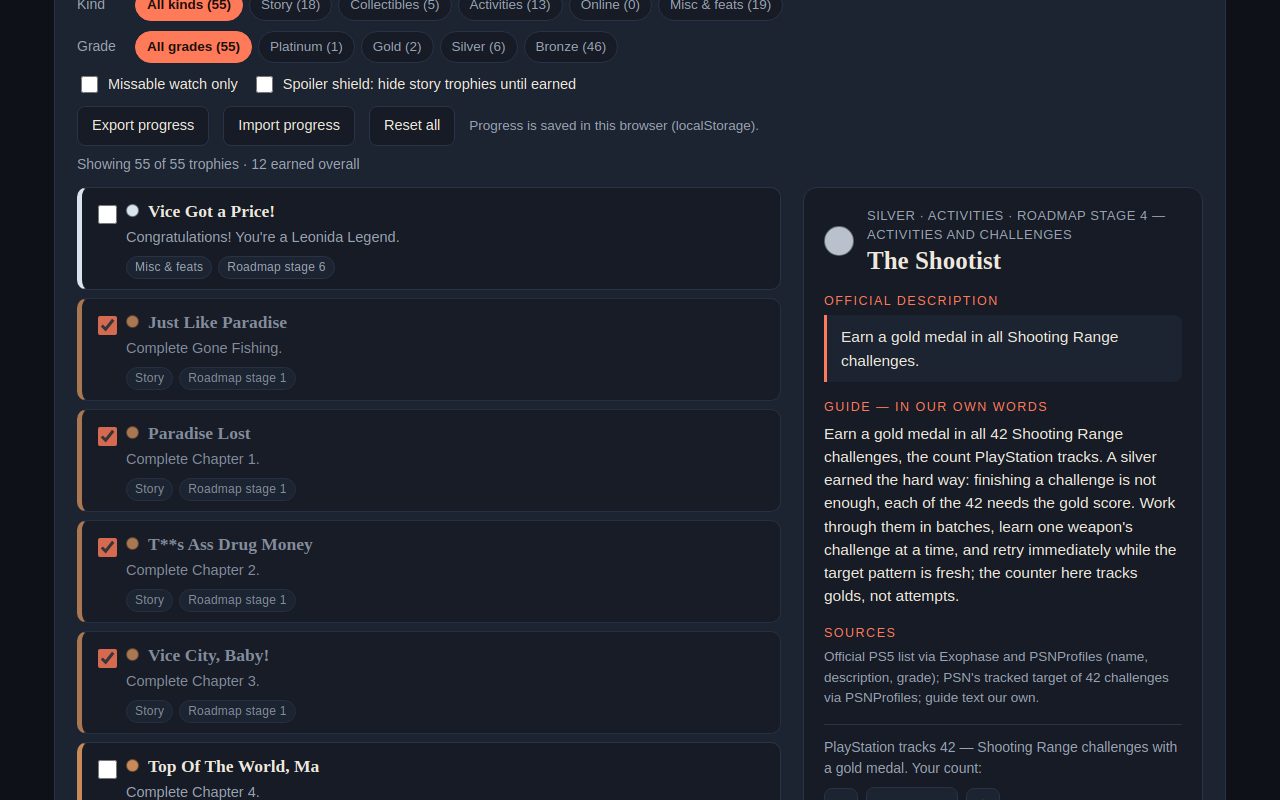 Kind All kinds (55) Story (18) Collectibles (5) Activities (13) Online (0) Misc & feats (19)
Grade All grades (55) Platinum (1) Gold (2) Silver (6) Bronze (46)
Missable watch only Spoiler shield: hide story trophies until earned
Export progress Import progress Reset all Progress is saved in this browser (localStorage).
Showing 55 of 55 trophies · 12 earned overall
Vice Got a Price!
Congratulations! You're a Leonida Legend.
Misc & feats Roadmap stage 6
Just Like Paradise
Complete Gone Fishing.
Story Roadmap stage 1
Paradise Lost
Complete Chapter 1.
Story Roadmap stage 1
T**s Ass Drug Money
Complete Chapter 2.
Story Roadmap stage 1
Vice City, Baby!
Complete Chapter 3.
Story Roadmap stage 1
Top Of The World, Ma
Complete Chapter 4.
SILVER · ACTIVITIES · ROADMAP STAGE 4 —
ACTIVITIES AND CHALLENGES
The Shootist
OFFICIAL DESCRIPTION
Earn a gold medal in all Shooting Range
challenges.
GUIDE — IN OUR OWN WORDS
Earn a gold medal in all 42 Shooting Range
challenges, the count PlayStation tracks. A silver
earned the hard way: finishing a challenge is not
enough, each of the 42 needs the gold score. Work
through them in batches, learn one weapon's
challenge at a time, and retry immediately while the
target pattern is fresh; the counter here tracks
golds, not attempts.
SOURCES
Official PS5 list via Exophase and PSNProfiles (name,
description, grade); PSN's tracked target of 42 challenges
via PSNProfiles; guide text our own.
PlayStation tracks 42 — Shooting Range challenges with
a gold medal. Your count: